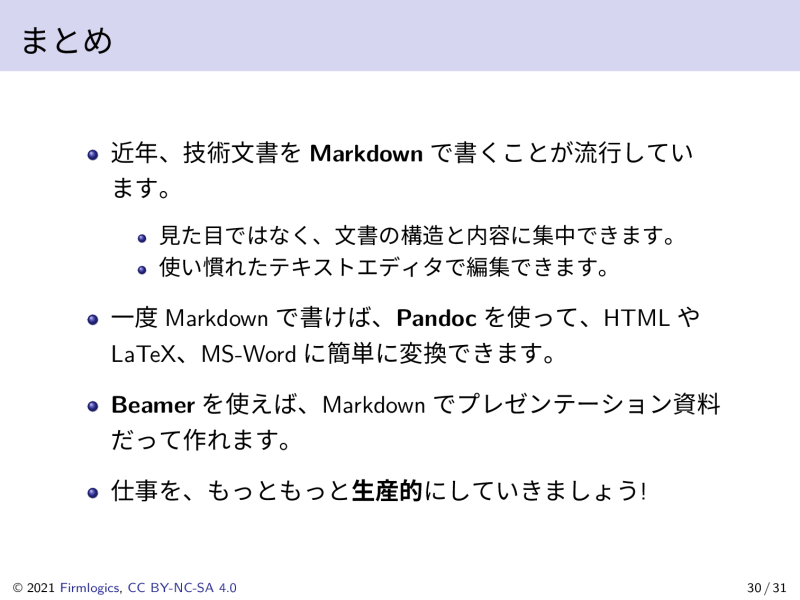 まとめ
近年、技術文書を Markdown で書くことが流行してい
ます。
見た目ではなく、文書の構造と内容に集中できます。
使い慣れたテキストエディタで編集できます。
一度 Markdown で書けば、Pandoc を使って、HTML や
LaTeX、MS-Word に簡単に変換できます。
Beamer を使えば、Markdown でプレゼンテーション資料
だって作れます。
仕事を、もっともっと生産的にしていきましょう!
© 2021 Firmlogics, CC BY-NC-SA 4.0
30 / 31